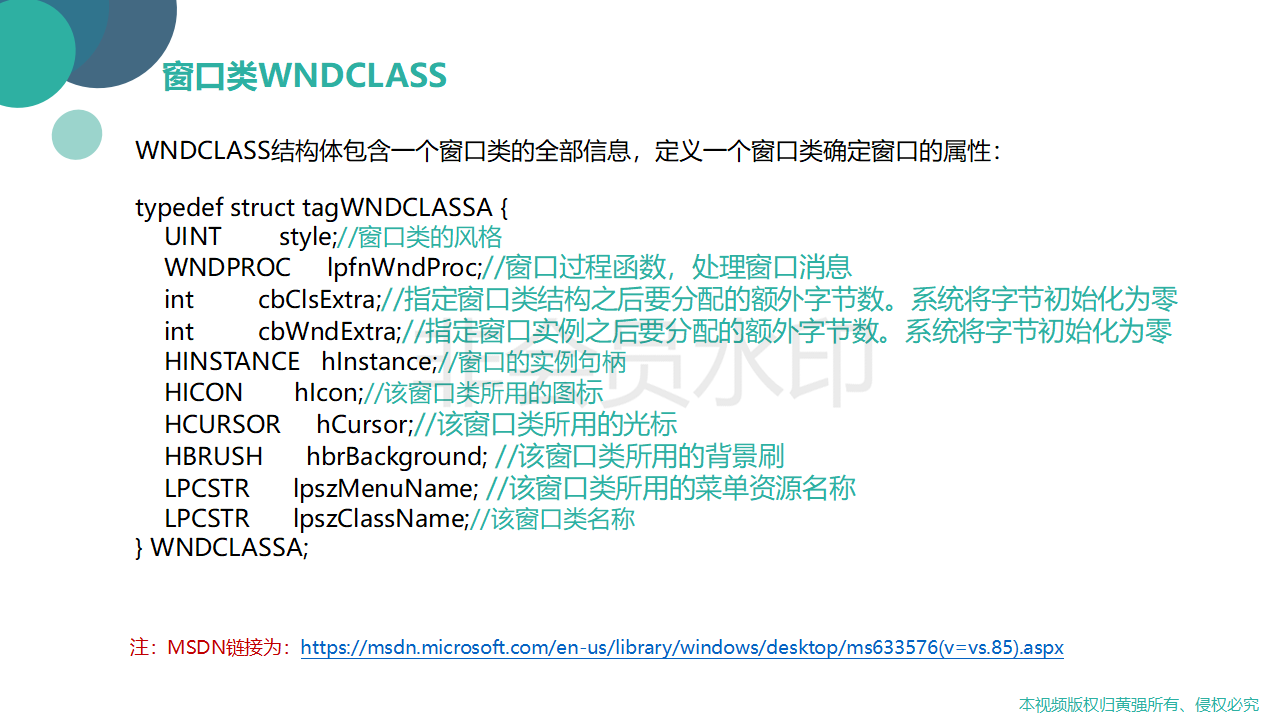 窗口类WNDCLASS
WNDCLASS结构体包含一个窗口类的全部信息，定义一个窗口类确定窗口的属性：
typedef struct tagWNDCLASSA {
UINT style;//窗口类的风格
WNDPROC lpfnWndProc;//窗口过程函数，处理窗口消息
int cbClsExtra;//指定窗口类结构之后要分配的额外字节数。系统将字节初始化为零
int cbWndExtra;//指定窗口实例之后要分配的额外字节数。系统将字节初始化为零
HINSTANCE hInstance;//窗口的实例句柄
HICON hIcon;//该窗口类所用的图标
HCURSOR hCursor;//该窗口类所用的光标
HBRUSH hbrBackground; //该窗口类所用的背景刷
LPCSTR lpszMenuName; //该窗口类所用的菜单资源名称
LPCSTR lpszClassName;//该窗口类名称
} WNDCLASSA;
非会员水印
注：MSDN链接为：https://msdn.microsoft.com/en-us/library/windows/desktop/ms633576(v=vs.85).aspx
本视频版权归黄强所有、侵权必究